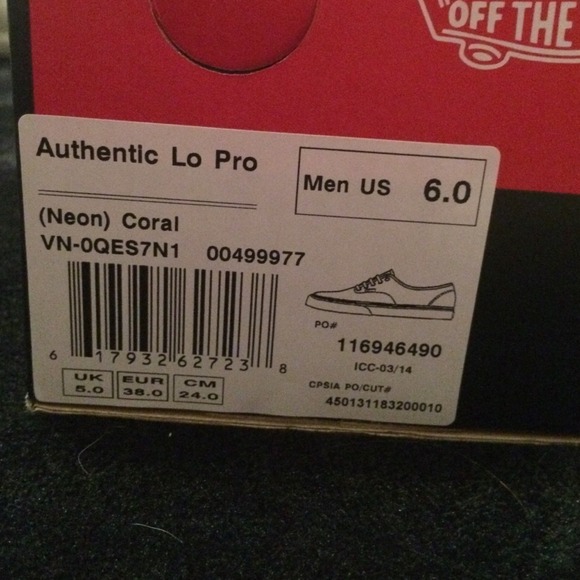 "OFF THE
Authentic Lo Pro
Men US 6.0
(Neon) Coral
VN-0QES7N1 00499977
6 17932 62723 8
PO#
116946490
ICC-03/14
CPSIA PO/CUT#
450131183200010
UK 5.0
EUR 38.0
CM 24.0